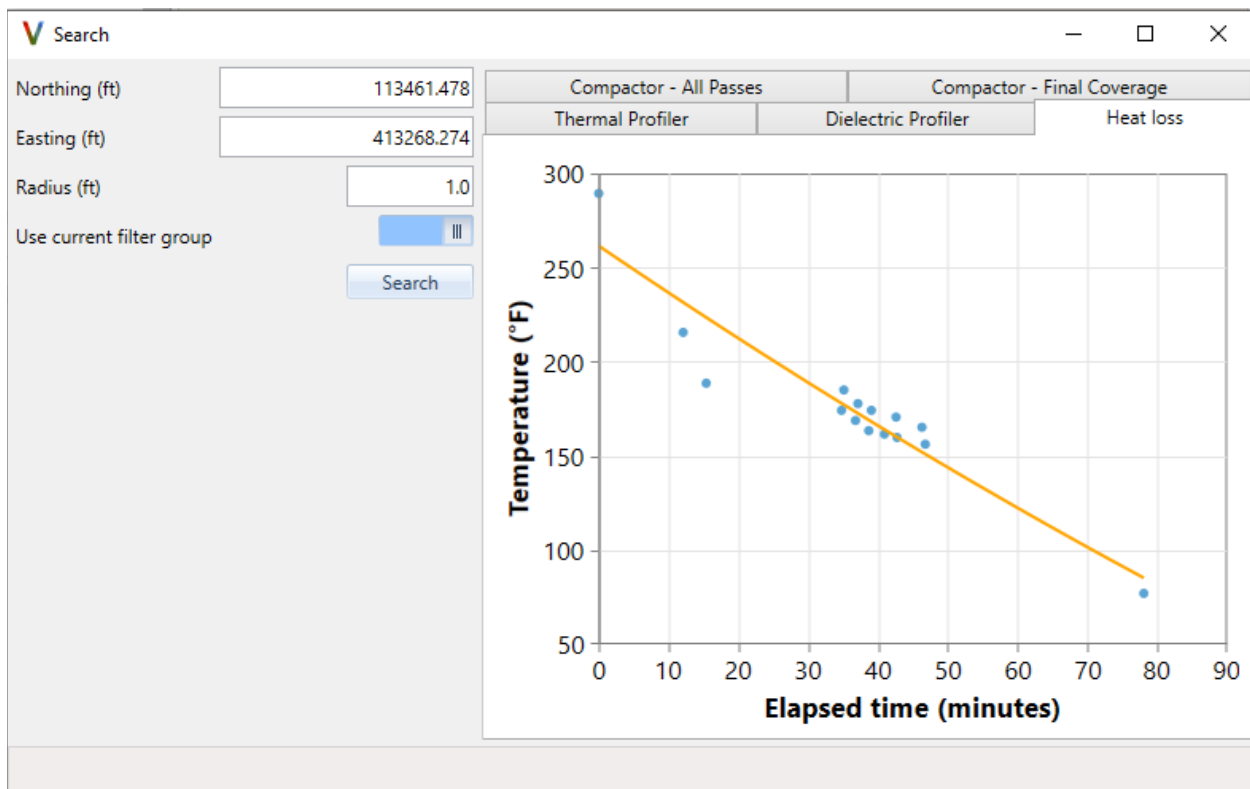 Search
Northing (ft)
113461.478
Easting (ft)
413268.274
Radius (ft)
1.0
Use current filter group
Search
Compactor - All Passes
Compactor - Final Coverage
Thermal Profiler
Dielectric Profiler
Heat loss
Temperature (°F)
300
250
200
150
100
50
0 10 20 30 40 50 60 70 80 90
Elapsed time (minutes)